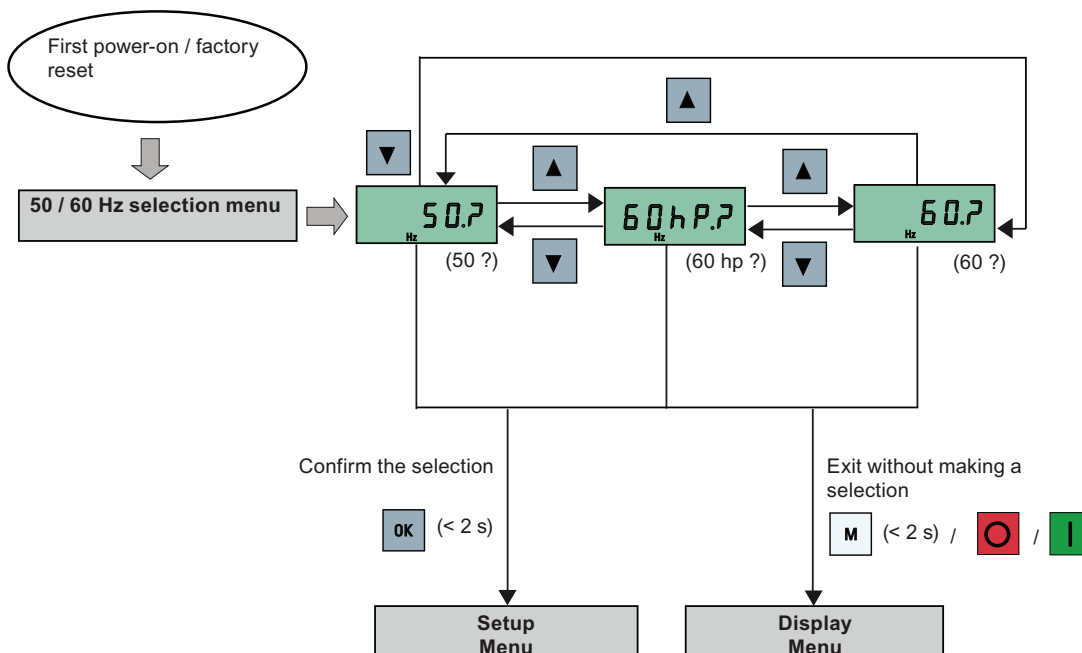 First power-on / factory
reset
50 / 60 Hz selection menu
50.?
Hz
(50 ?)
60hP.?
Hz
(60 hp ?)
60.?
Hz
(60 ?)
Confirm the selection
OK (< 2 s)
Exit without making a
selection
M (< 2 s) / /
Setup
Menu
Display
Menu